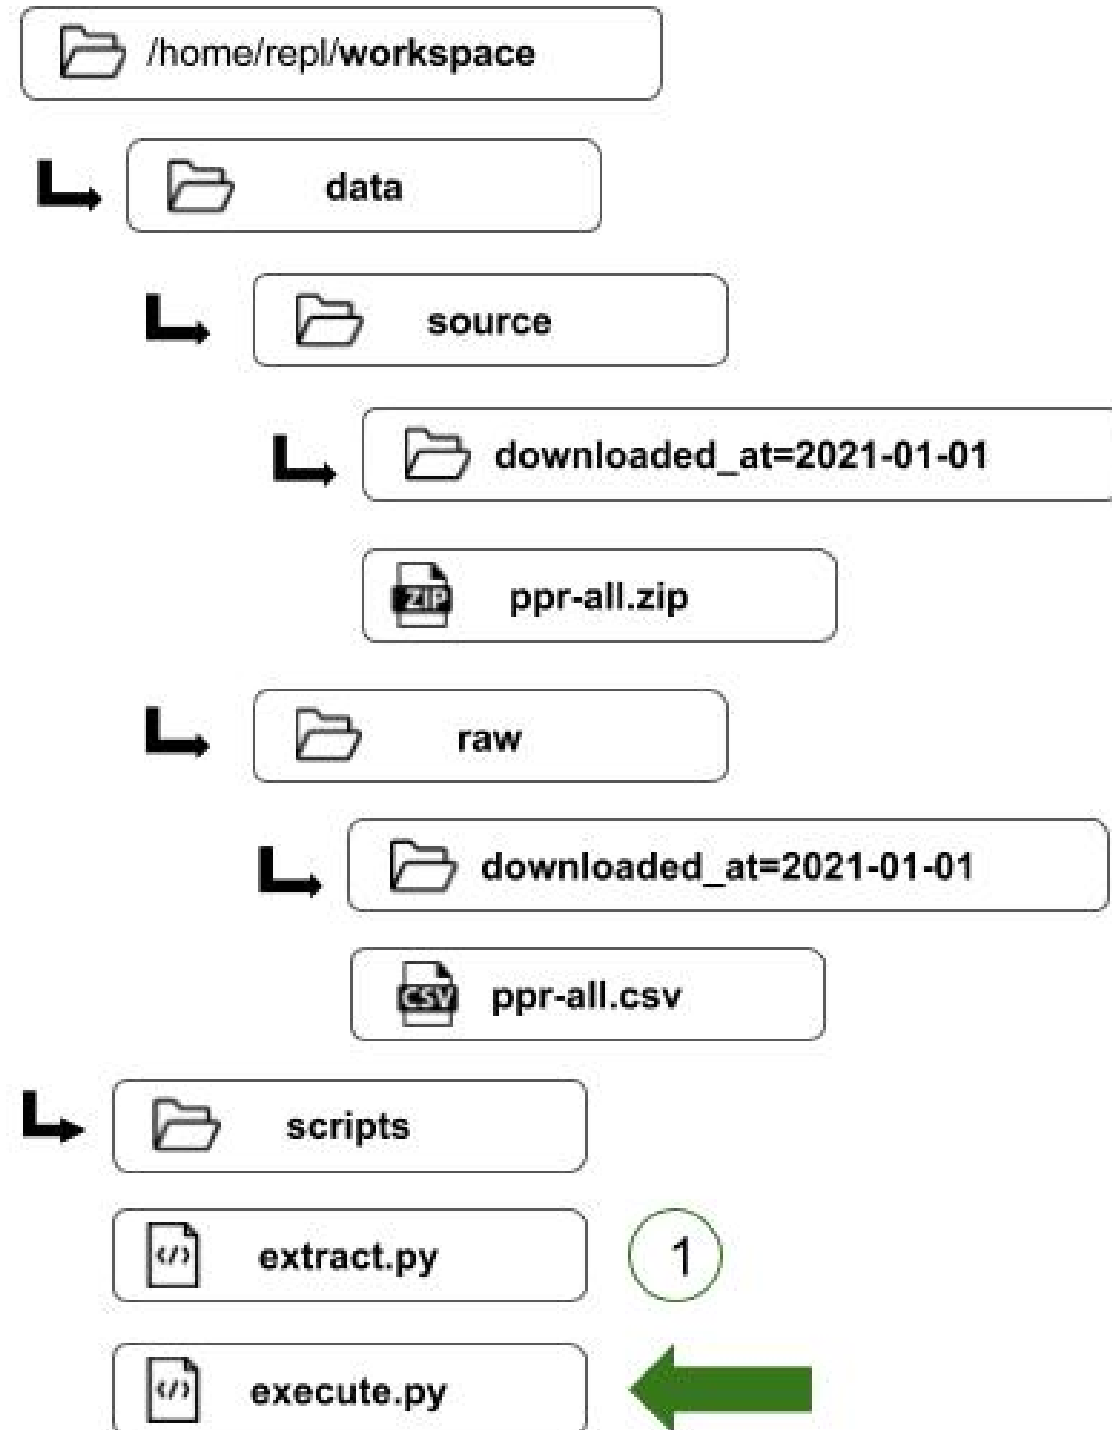 /home/repl/workspace
data
source
downloaded_at=2021-01-01
ZIP ppr-all.zip
raw
downloaded_at=2021-01-01
CSV ppr-all.csv
scripts
</> extract.py 1
</> execute.py